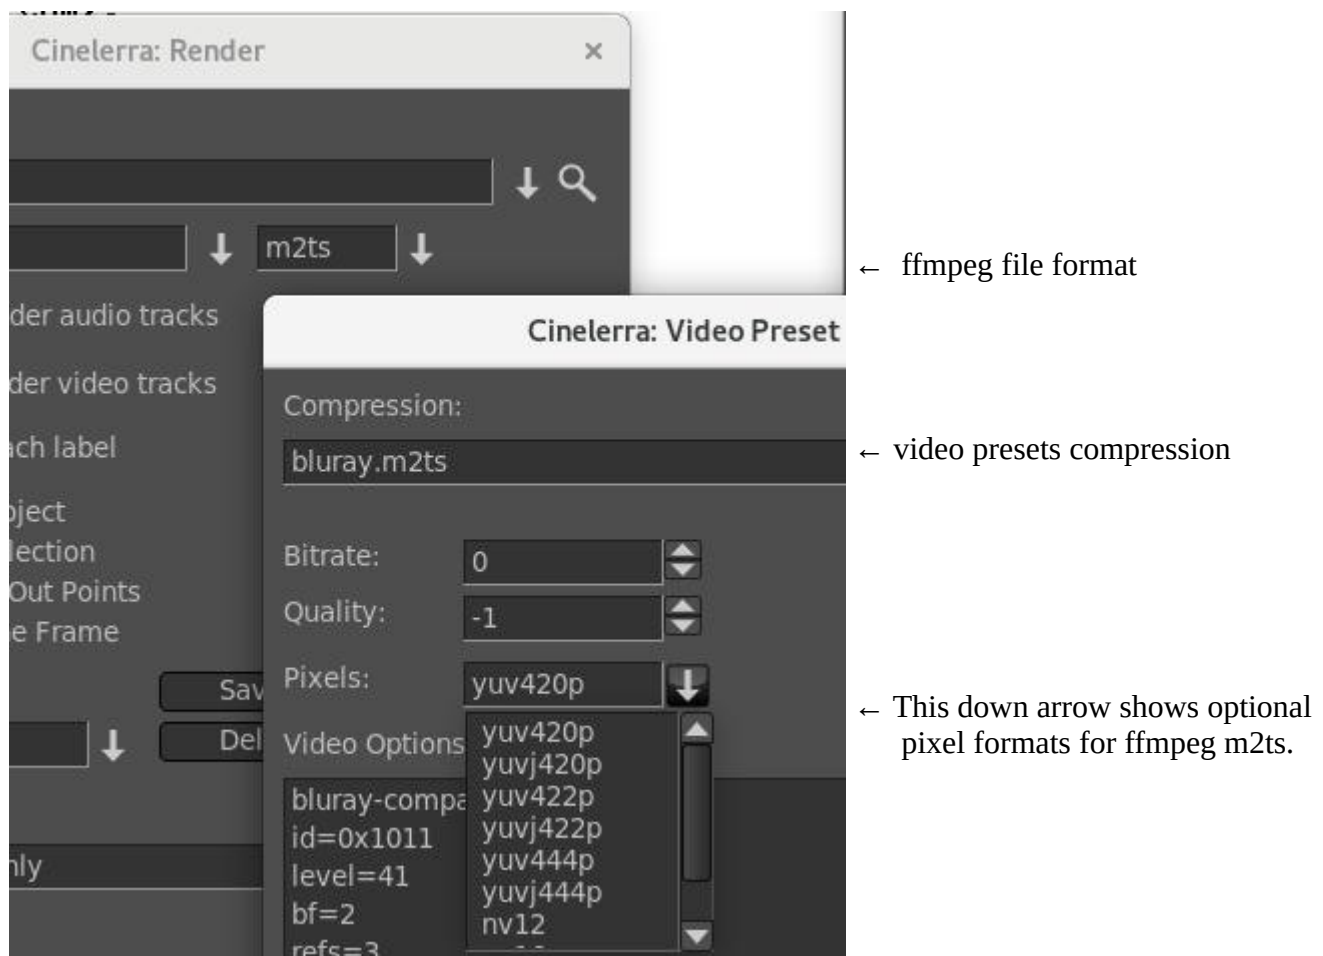 Cinelerra: Render
m2ts
← ffmpeg file format
der audio tracks
Cinelerra: Video Preset
der video tracks
Compression:
ach label
bluray.m2ts
← video presets compression
ject
lection
Out Points
e Frame
Bitrate: 0
Quality: -1
Pixels: yuv420p
← This down arrow shows optional
pixel formats for ffmpeg m2ts.
Sav
Del
Video Options
yuv420p
yuvj420p
yuv422p
yuvj422p
yuv444p
yuvj444p
nv12
bluray-compa
id=0x1011
level=41
bf=2
refs=3
nly